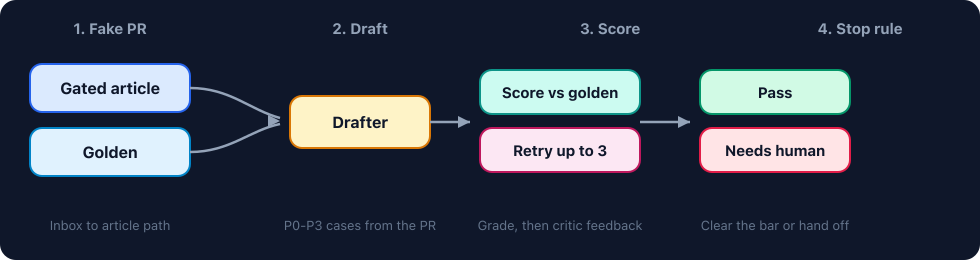 1. Fake PR
2. Draft
3. Score
4. Stop rule
Gated article
Golden
Drafter
Score vs golden
Retry up to 3
Pass
Needs human
Inbox to article path
P0-P3 cases from the PR
Grade, then critic feedback
Clear the bar or hand off